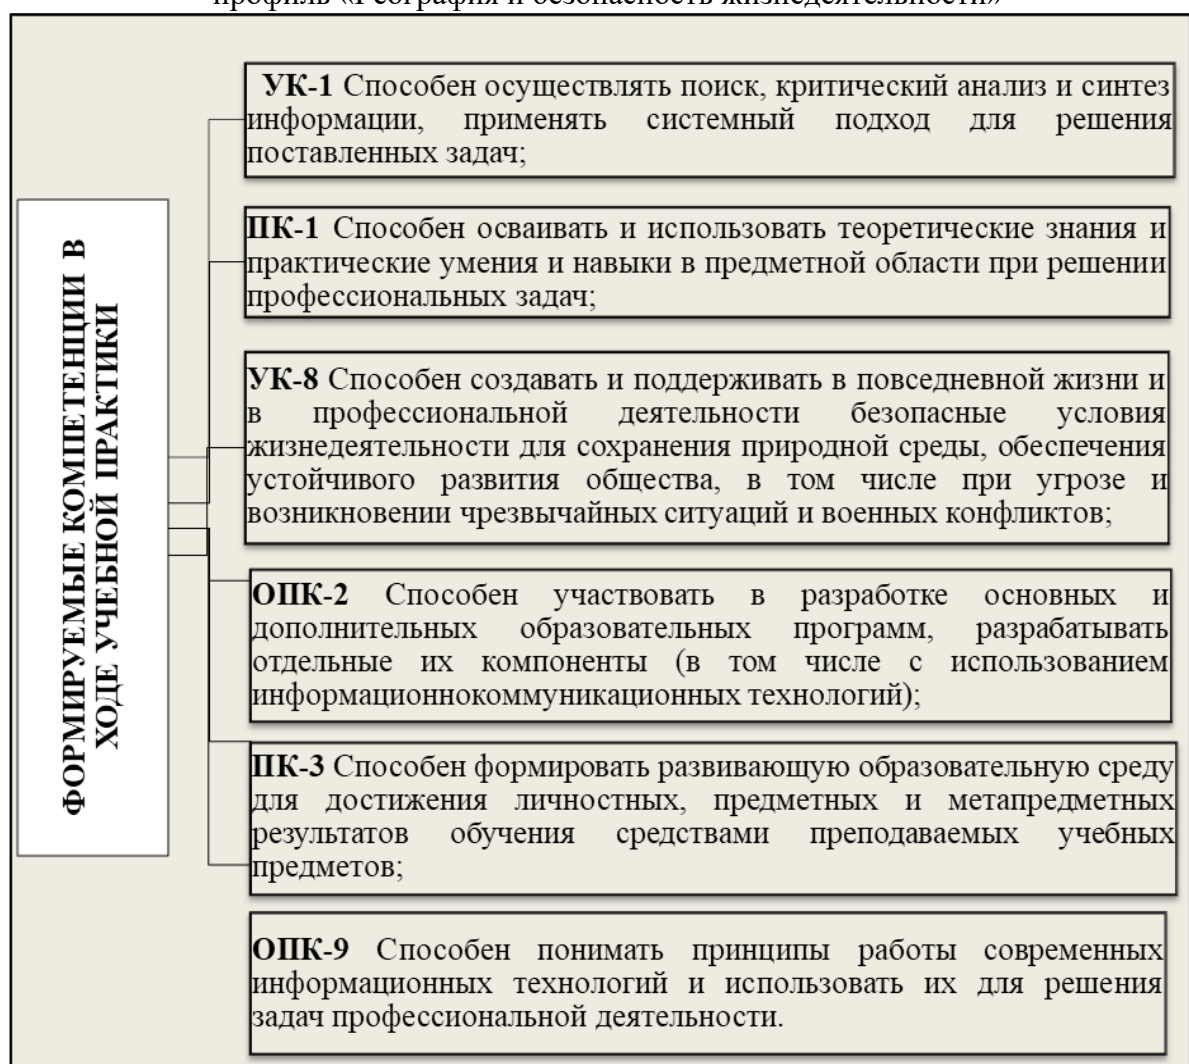 профиль «География и безопасность жизнедеятельности»
ФОРМИРУЕМЫЕ КОМПЕТЕНЦИИ В
ХОДЕ УЧЕБНОЙ ПРАКТИКИ
УК-1 Способен осуществлять поиск, критический анализ и синтез
информации, применять системный подход для решения
поставленных задач;
ПК-1 Способен осваивать и использовать теоретические знания и
практические умения и навыки в предметной области при решении
профессиональных задач;
УК-8 Способен создавать и поддерживать в повседневной жизни и
в профессиональной деятельности безопасные условия
жизнедеятельности для сохранения природной среды, обеспечения
устойчивого развития общества, в том числе при угрозе и
возникновении чрезвычайных ситуаций и военных конфликтов;
ОПК-2 Способен участвовать в разработке основных и
дополнительных образовательных программ, разрабатывать
отдельные их компоненты (в том числе с использованием
информационнокоммуникационных технологий);
ПК-3 Способен формировать развивающую образовательную среду
для достижения личностных, предметных и метапредметных
результатов обучения средствами преподаваемых учебных
предметов;
ОПК-9 Способен понимать принципы работы современных
информационных технологий и использовать их для решения
задач профессиональной деятельности.